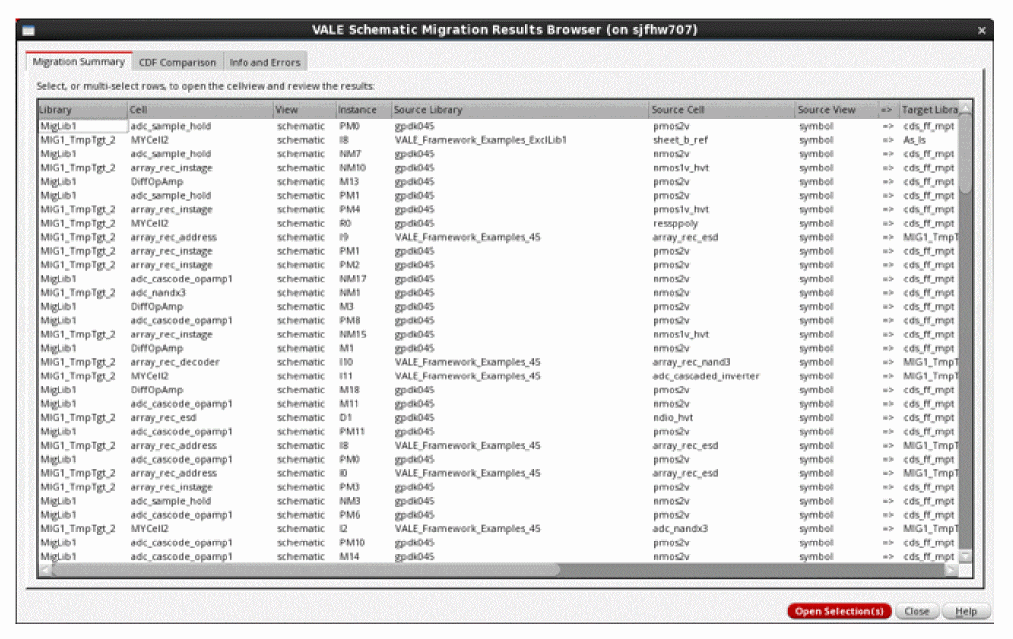 VALE Schematic Migration Results Browser (on sjfhw707)
Migration Summary CDF Comparison Info and Errors
Select, or multi-select rows, to open the cellview and review the results:
Library Cell View Instance Source Library Source Cell Source View => Target Libra
MigLib1 adc_sample_hold schematic PM0 gpdk045 pmos2v symbol => cds_ff_mpt
MIG1_TmpTgt_2 MYCell2 schematic I8 VALE_Framework_Examples_ExclLib1 sheet_b_ref symbol => As_Is
MigLib1 adc_sample_hold schematic NM7 gpdk045 nmos2v symbol => cds_ff_mpt
MIG1_TmpTgt_2 array_rec_instage schematic NM10 gpdk045 nmos1v_hvt symbol => cds_ff_mpt
MigLib1 DiffOpAmp schematic M13 gpdk045 pmos2v symbol => cds_ff_mpt
MigLib1 adc_sample_hold schematic PM1 gpdk045 pmos2v symbol => cds_ff_mpt
MIG1_TmpTgt_2 array_rec_instage schematic PM4 gpdk045 pmos1v_hvt symbol => cds_ff_mpt
MIG1_TmpTgt_2 MYCell2 schematic R0 gpdk045 ressppoly symbol => cds_ff_mpt
MIG1_TmpTgt_2 array_rec_address schematic I9 VALE_Framework_Examples_45 array_rec_esd symbol => MIG1_TmpT
MIG1_TmpTgt_2 array_rec_instage schematic PM1 gpdk045 pmos2v symbol => cds_ff_mpt
MIG1_TmpTgt_2 array_rec_instage schematic PM2 gpdk045 pmos2v symbol => cds_ff_mpt
MigLib1 adc_cascode_opamp1 schematic NM17 gpdk045 nmos2v symbol => cds_ff_mpt
MIG1_TmpTgt_2 adc_nandx3 schematic NM1 gpdk045 nmos2v symbol => cds_ff_mpt
MigLib1 DiffOpAmp schematic M3 gpdk045 pmos2v symbol => cds_ff_mpt
MigLib1 adc_cascode_opamp1 schematic PM8 gpdk045 pmos2v symbol => cds_ff_mpt
MIG1_TmpTgt_2 array_rec_instage schematic NM15 gpdk045 nmos1v_hvt symbol => cds_ff_mpt
MigLib1 DiffOpAmp schematic M1 gpdk045 nmos2v symbol => cds_ff_mpt
MIG1_TmpTgt_2 array_rec_decoder schematic I10 VALE_Framework_Examples_45 array_rec_nand3 symbol => MIG1_TmpT
MIG1_TmpTgt_2 MYCell2 schematic I11 VALE_Framework_Examples_45 adc_cascaded_inverter symbol => MIG1_TmpT
MigLib1 DiffOpAmp schematic M18 gpdk045 pmos2v symbol => cds_ff_mpt
MigLib1 adc_cascode_opamp1 schematic M11 gpdk045 nmos2v symbol => cds_ff_mpt
MIG1_TmpTgt_2 array_rec_esd schematic D1 gpdk045 ndio_hvt symbol => cds_ff_mpt
MigLib1 adc_cascode_opamp1 schematic PM11 gpdk045 pmos2v symbol => cds_ff_mpt
MIG1_TmpTgt_2 array_rec_address schematic I8 VALE_Framework_Examples_45 array_rec_esd symbol => MIG1_TmpT
MigLib1 adc_cascode_opamp1 schematic PM0 gpdk045 pmos2v symbol => cds_ff_mpt
MIG1_TmpTgt_2 array_rec_address schematic I0 VALE_Framework_Examples_45 array_rec_esd symbol => MIG1_TmpT
MIG1_TmpTgt_2 array_rec_instage schematic PM3 gpdk045 pmos2v symbol => cds_ff_mpt
MigLib1 adc_sample_hold schematic NM3 gpdk045 nmos2v symbol => cds_ff_mpt
MigLib1 adc_cascode_opamp1 schematic PM6 gpdk045 pmos2v symbol => cds_ff_mpt
MIG1_TmpTgt_2 MYCell2 schematic I2 VALE_Framework_Examples_45 adc_nandx3 symbol => MIG1_TmpT
MigLib1 adc_cascode_opamp1 schematic PM10 gpdk045 pmos2v symbol => cds_ff_mpt
MigLib1 adc_cascode_opamp1 schematic M14 gpdk045 nmos2v symbol => cds_ff_mpt
Open Selection(s) Close Help